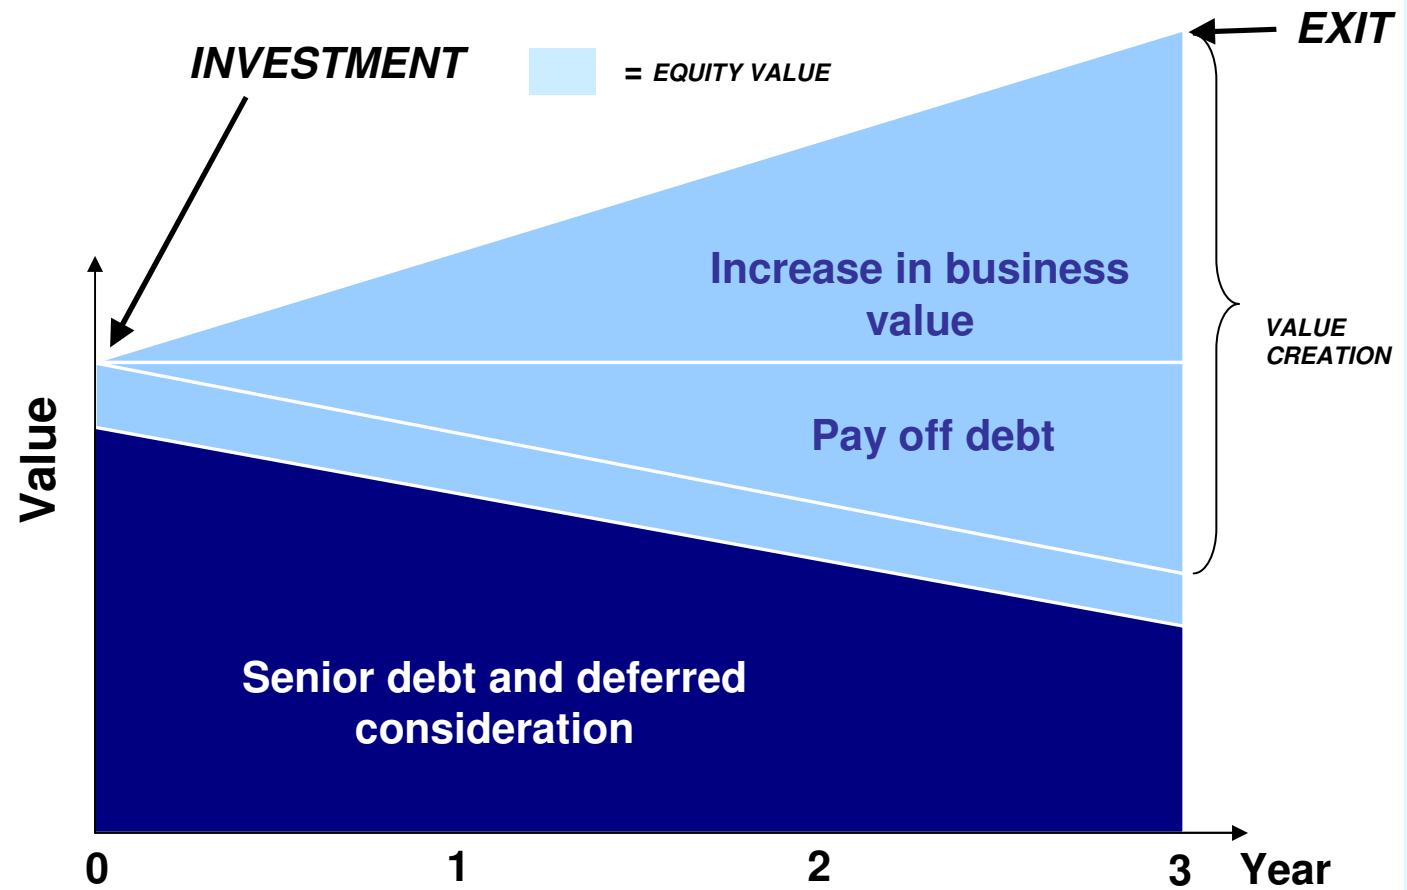 EXIT
INVESTMENT
= EQUITY VALUE
Increase in business
value
VALUE
CREATION
Pay off debt
Value
Senior debt and deferred
consideration
0 1 2 3 Year